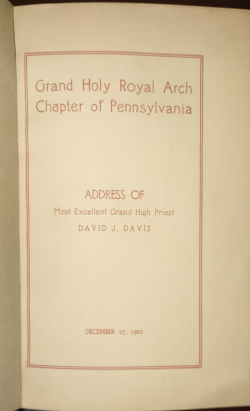 Grand Holy Royal Arch
Chapter of Pennsylvania
ADDRESS OF
Most Excellent Grand High Priest
DAVID J. DAVIS
DECEMBER 27,